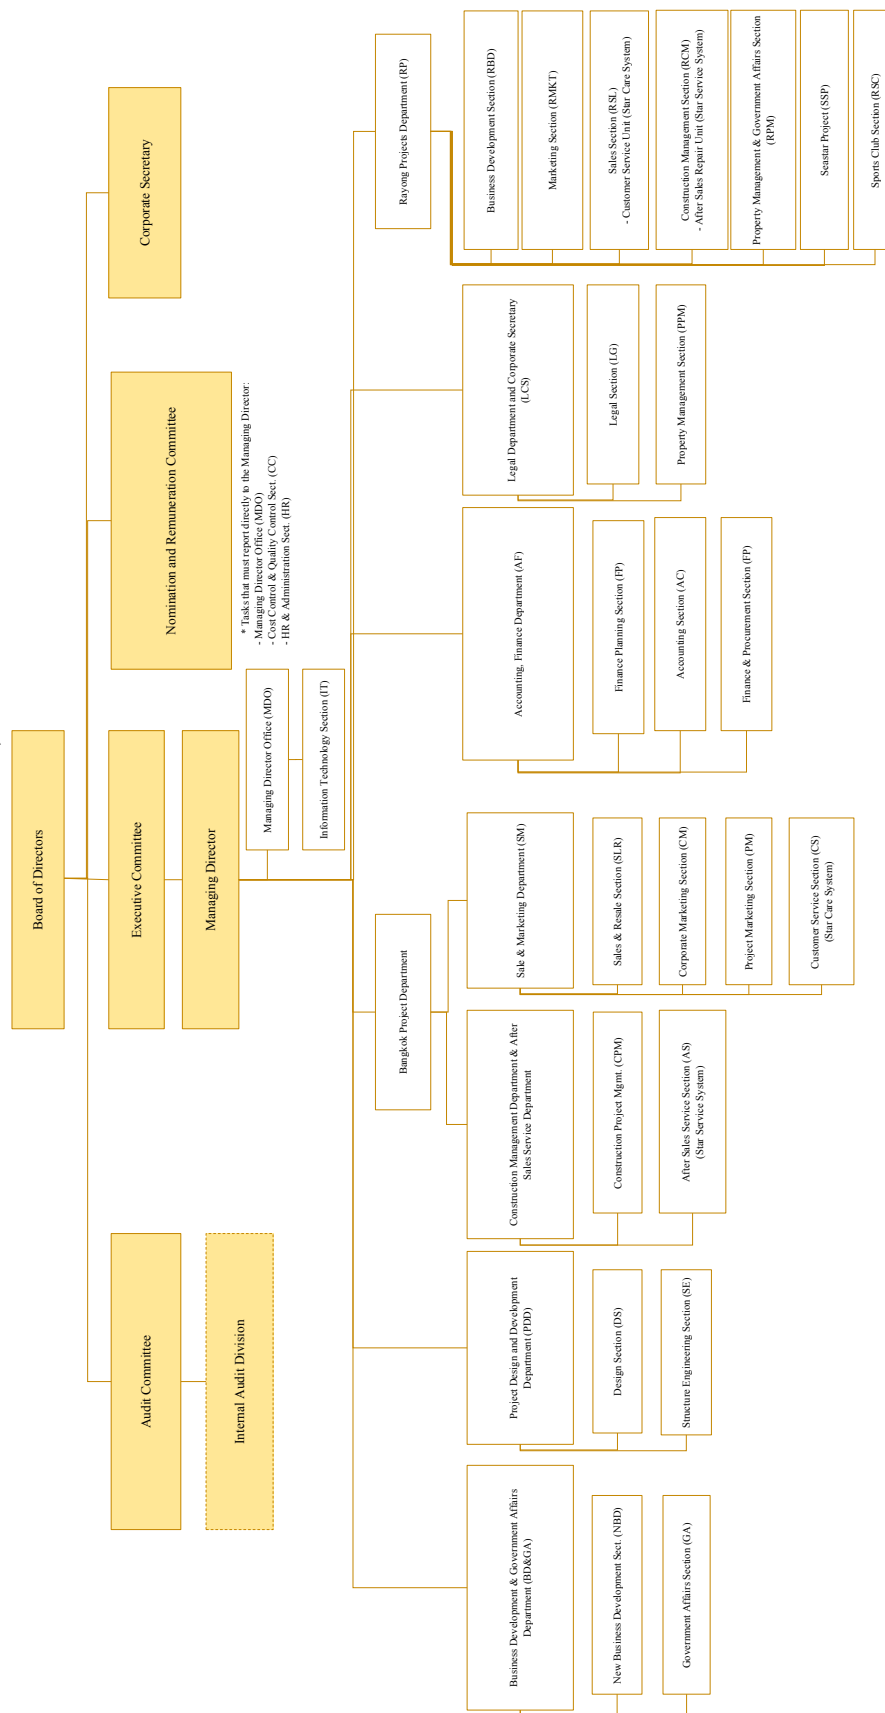 Board of Directors
Audit Committee
Executive Committee
Nomination and Remuneration Committee
Corporate Secretary
Internal Audit Division
Managing Director
* Tasks that must report directly to the Managing Director:
- Managing Director Office (MDO)
- Cost Control & Quality Control Sect. (CC)
- HR & Administration Sect. (HR)
Managing Director Office (MDO)
Information Technology Section (IT)
Bangkok Project Department
Rayong Projects Department (RP)
Business Development & Government Affairs
Department (BD&GA)
New Business Development Sect. (NBD)
Government Affairs Section (GA)
Project Design and Development
Department (PDD)
Design Section (DS)
Structure Engineering Section (SE)
Construction Management Department & After
Sales Service Department
Construction Project Mgmt. (CPM)
After Sales Service Section (AS)
(Star Service System)
Sale & Marketing Department (SM)
Sales & Resale Section (SLR)
Corporate Marketing Section (CM)
Project Marketing Section (PM)
Customer Service Section (CS)
(Star Care System)
Accounting, Finance Department (AF)
Finance Planning Section (FP)
Accounting Section (AC)
Finance & Procurement Section (FP)
Legal Department and Corporate Secretary
(LCS)
Legal Section (LG)
Property Management Section (PPM)
Business Development Section (RBD)
Marketing Section (RMKT)
Sales Section (RSL)
- Customer Service Unit (Star Care System)
Construction Management Section (RCM)
- After Sales Repair Unit (Star Service System)
Property Management & Government Affairs Section
(RPM)
Seastar Project (SSP)
Sports Club Section (RSC)